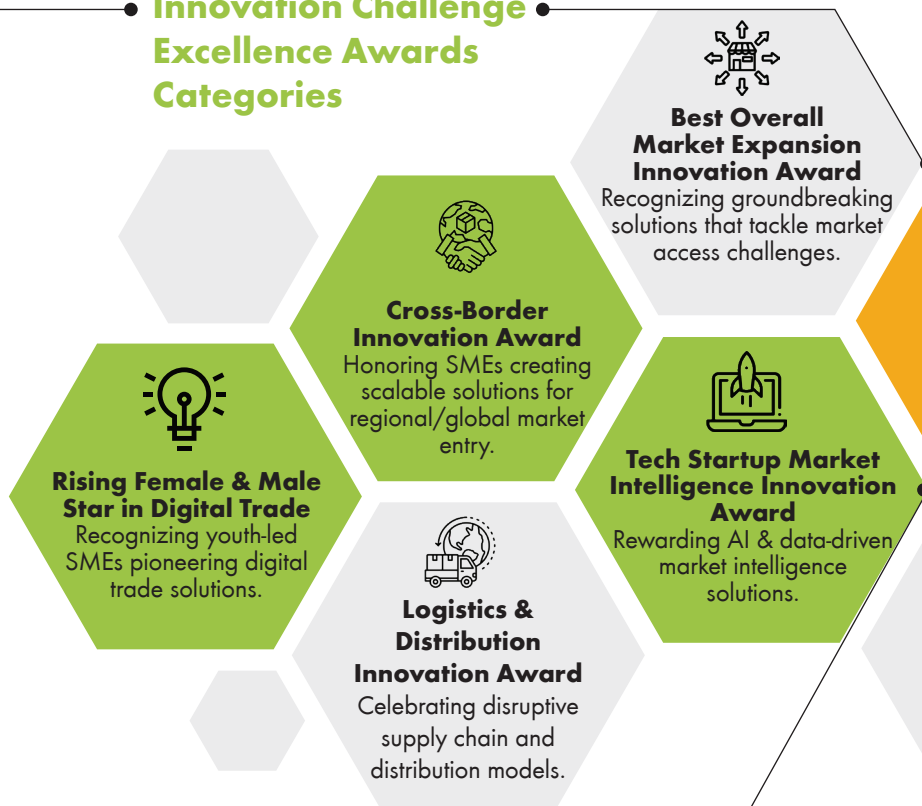 Innovation Challenge
Excellence Awards
Categories
Best Overall
Market Expansion
Innovation Award
Recognizing groundbreaking
solutions that tackle market
access challenges.
Cross-Border
Innovation Award
Honoring SMEs creating
scalable solutions for
regional/global market
entry.
Rising Female & Male
Star in Digital Trade
Recognizing youth-led
SMEs pioneering digital
trade solutions.
Tech Startup Market
Intelligence Innovation
Award
Rewarding AI & data-driven
market intelligence
solutions.
Logistics &
Distribution
Innovation Award
Celebrating disruptive
supply chain and
distribution models.